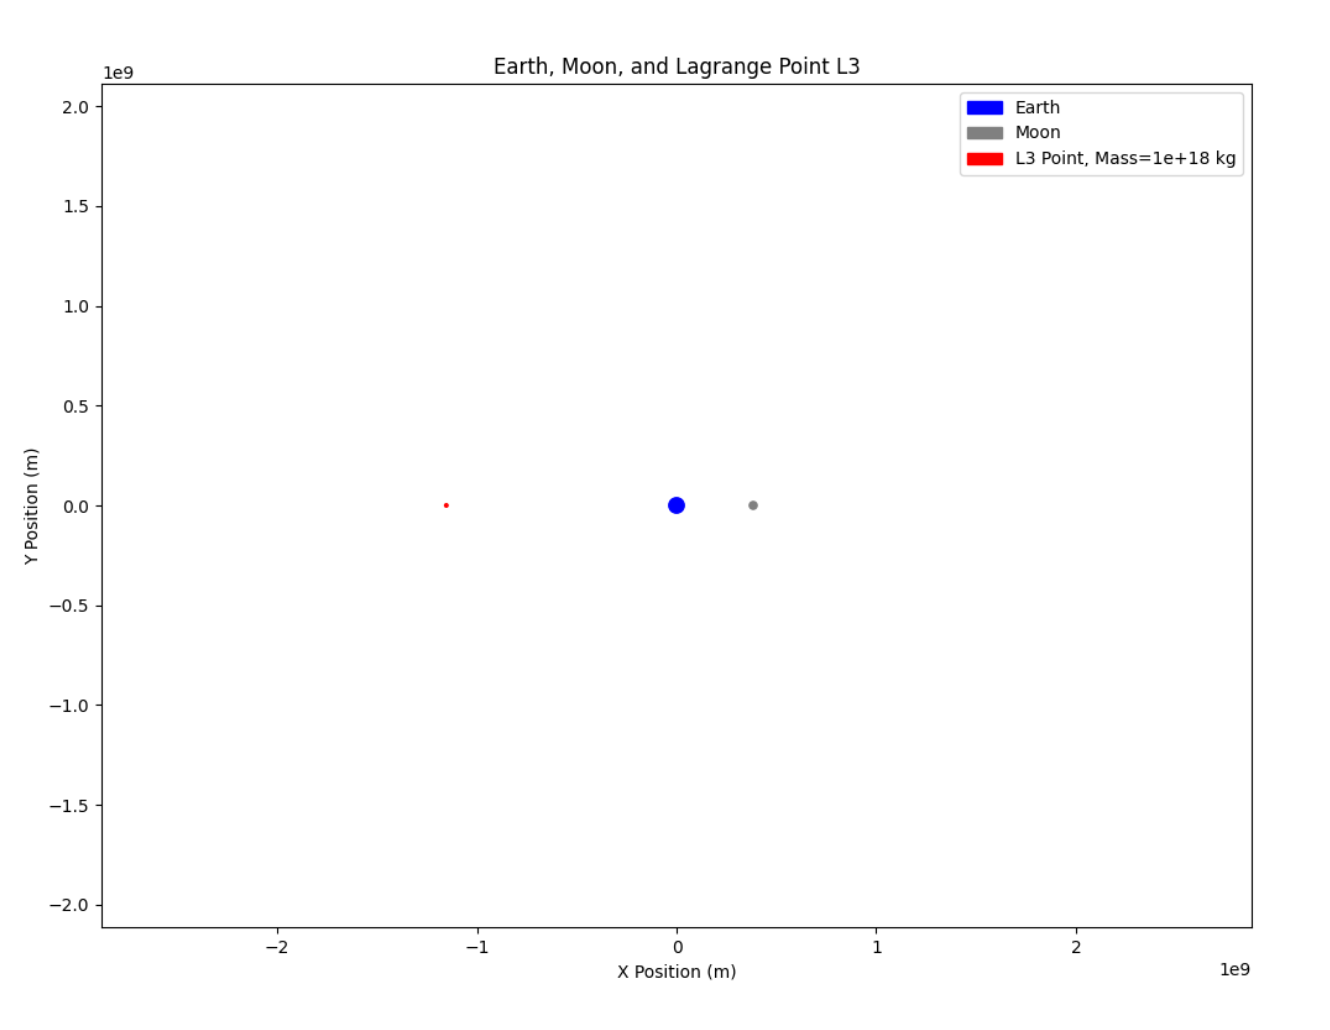 Earth, Moon, and Lagrange Point L3
1e9
Earth
Moon
L3 Point, Mass=1e+18 kg
2.0
1.5
1.0
0.5
0.0
−0.5
−1.0
−1.5
−2.0
Y Position (m)
−2 −1 0 1 2
X Position (m)
1e9